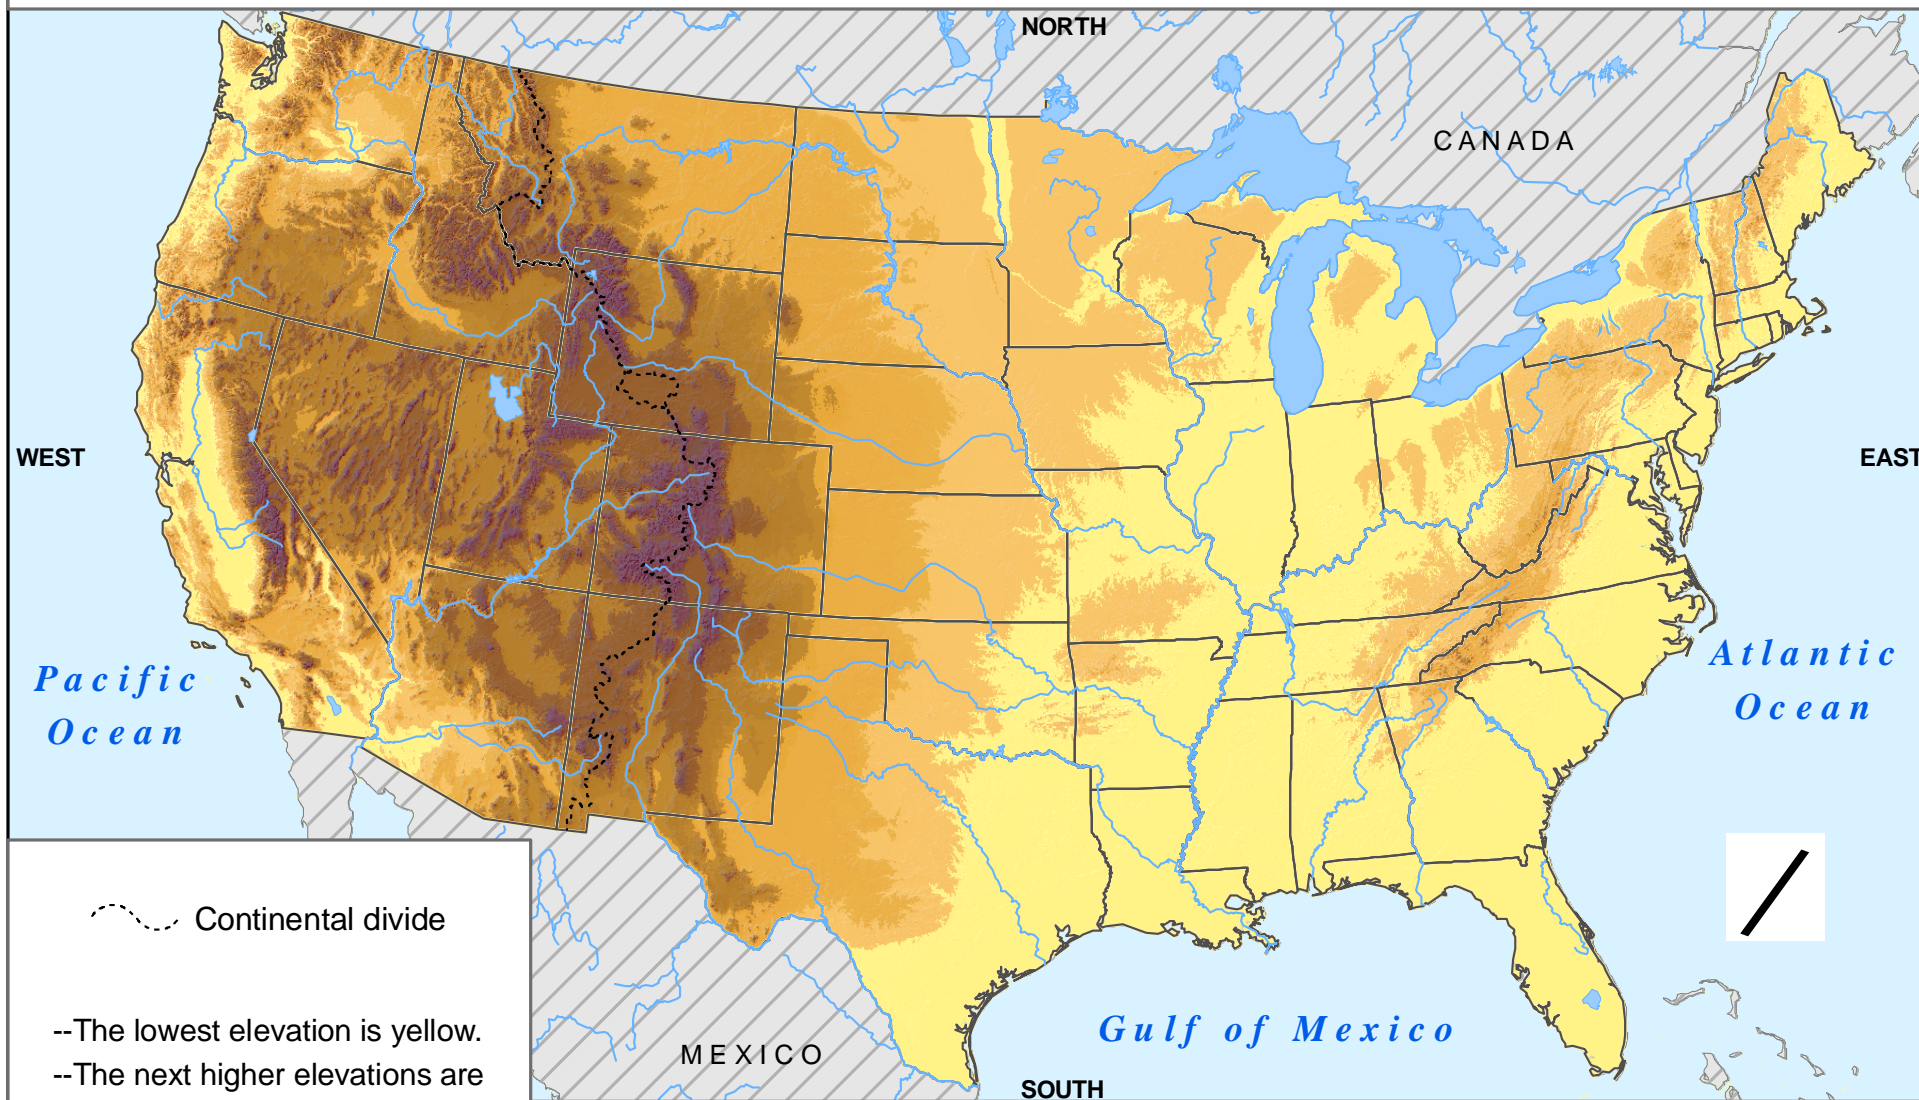 NORTH
CANADA
WEST
EAST
Pacific
Ocean
Atlantic
Ocean
Continental divide
--The lowest elevation is yellow.
--The next higher elevations are
Gulf of Mexico
MEXICO
SOUTH